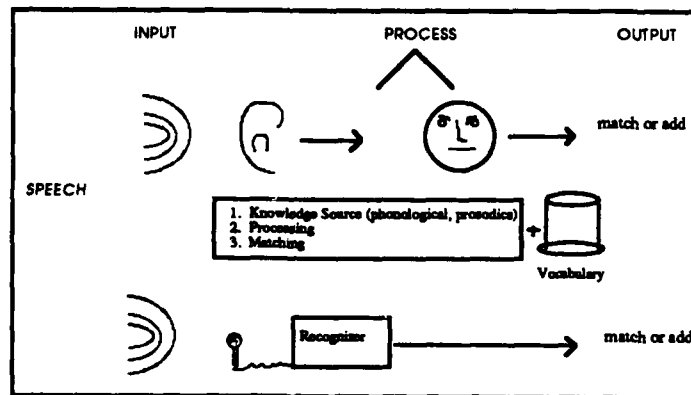 INPUT PROCESS OUTPUT
match or add
SPEECH
1. Knowledge Source (phonological, prosodics)
2. Processing
3. Matching
+
Vocabulary
Recognizer
match or add